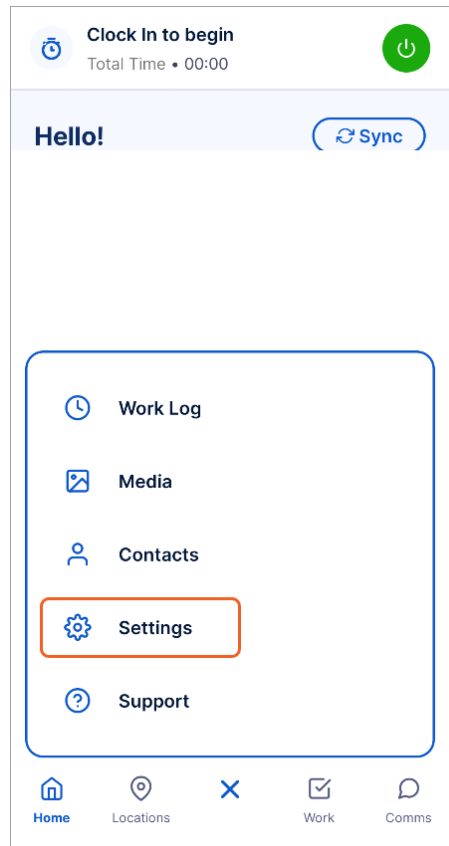 Clock In to begin
Total Time • 00:00
Hello!
Sync
Work Log
Media
Contacts
Settings
Support
Home
Locations
Work
Comms